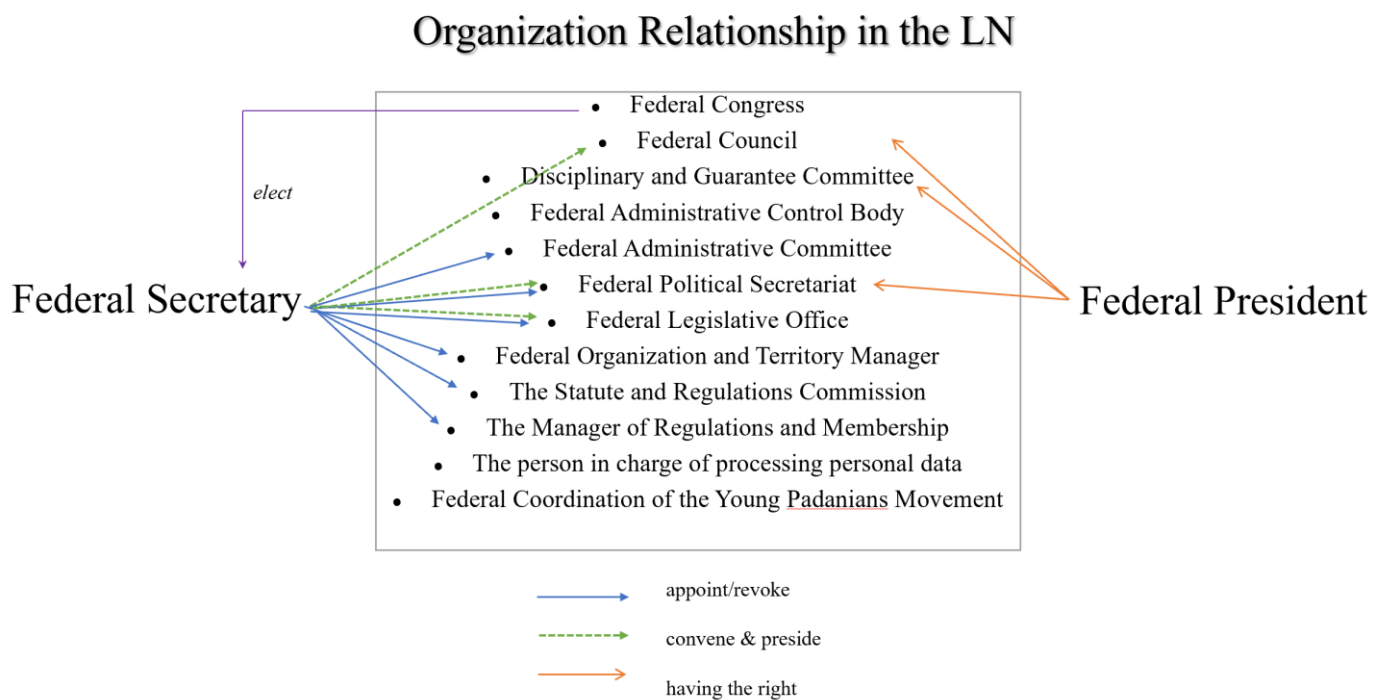 Organization Relationship in the LN
• Federal Congress
• Federal Council
• Disciplinary and Guarantee Committee
elect
• Federal Administrative Control Body
• Federal Administrative Committee
• Federal Political Secretariat
Federal Secretary
Federal President
• Federal Legislative Office
• Federal Organization and Territory Manager
• The Statute and Regulations Commission
• The Manager of Regulations and Membership
• The person in charge of processing personal data
• Federal Coordination of the Young Padanians Movement
appoint/revoke
convene & preside
having the right